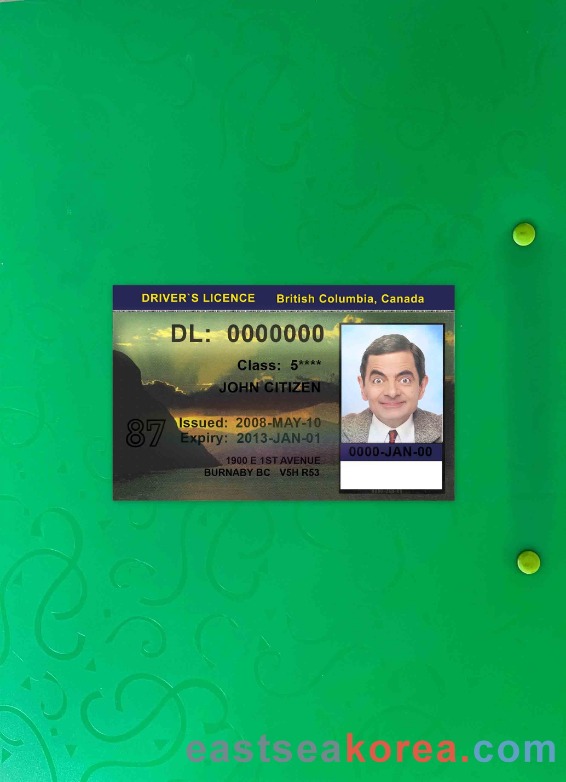 DRIVER`S LICENCE British Columbia, Canada
DL: 0000000
Class: 5****
JOHN CITIZEN
87
Issued: 2008-MAY-10
Expiry: 2013-JAN-01
1900 E 1ST AVENUE
BURNABY BC V5H R53
0000-JAN-00
eastseakorea.com